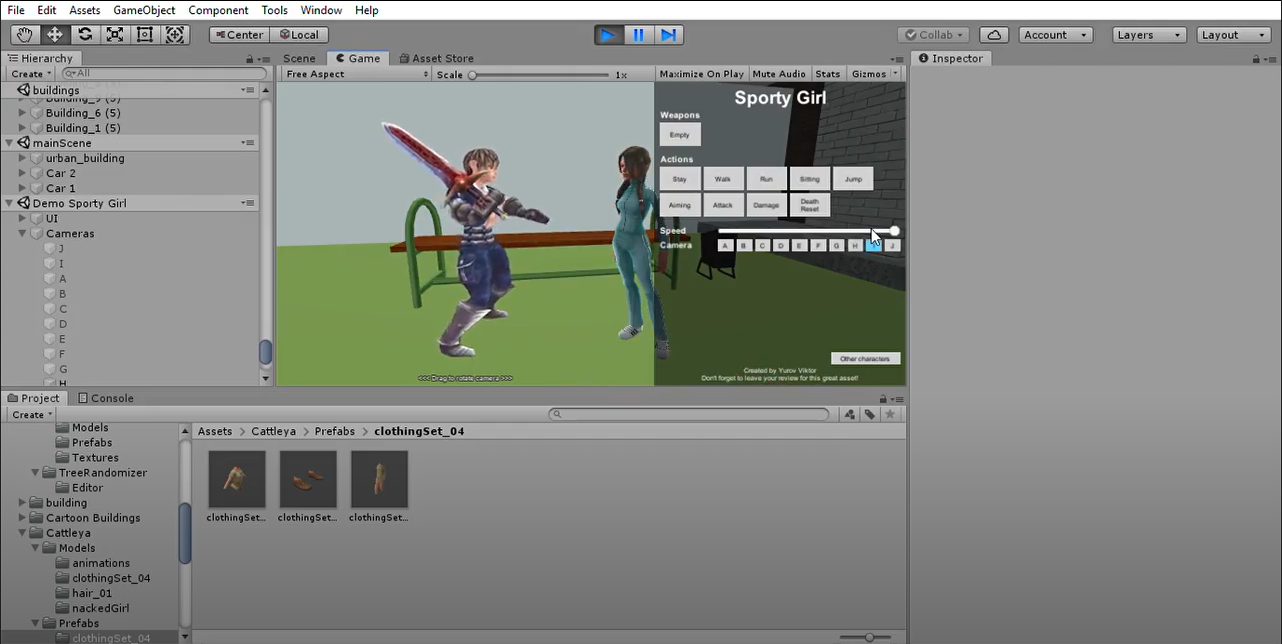 File Edit Assets GameObject Component Tools Window Help
Center Local Collab Account Layers Layout
Hierarchy
Create All
buildings
Building_9 (5)
Building_6 (5)
Building_1 (5)
mainScene
urban_building
Car 2
Car 1
Demo Sporty Girl
UI
Cameras
J
I
A
B
C
D
E
F
G
H
Scene Game Asset Store
Free Aspect Scale 1x Maximize On Play Mute Audio Stats Gizmos
Sporty Girl
Weapons
Empty
Actions
Stay Walk Run Sitting Jump
Aiming Attack Damage Death Reset
Speed
Camera A B C D E F G H J
Other characters
Created by Yurov Viktor
Don't forget to leave your review for this great asset!
<<< Drag to rotate camera >>>
Inspector
Project Console
Create
Models
Prefabs
Textures
TreeRandomizer
Editor
building
Cartoon Buildings
Cattleya
Models
animations
clothingSet_04
hair_01
nackedGirl
Prefabs
clothingSet_04
Assets > Cattleya > Prefabs > clothingSet_04
clothingSet... clothingSet... clothingSet...